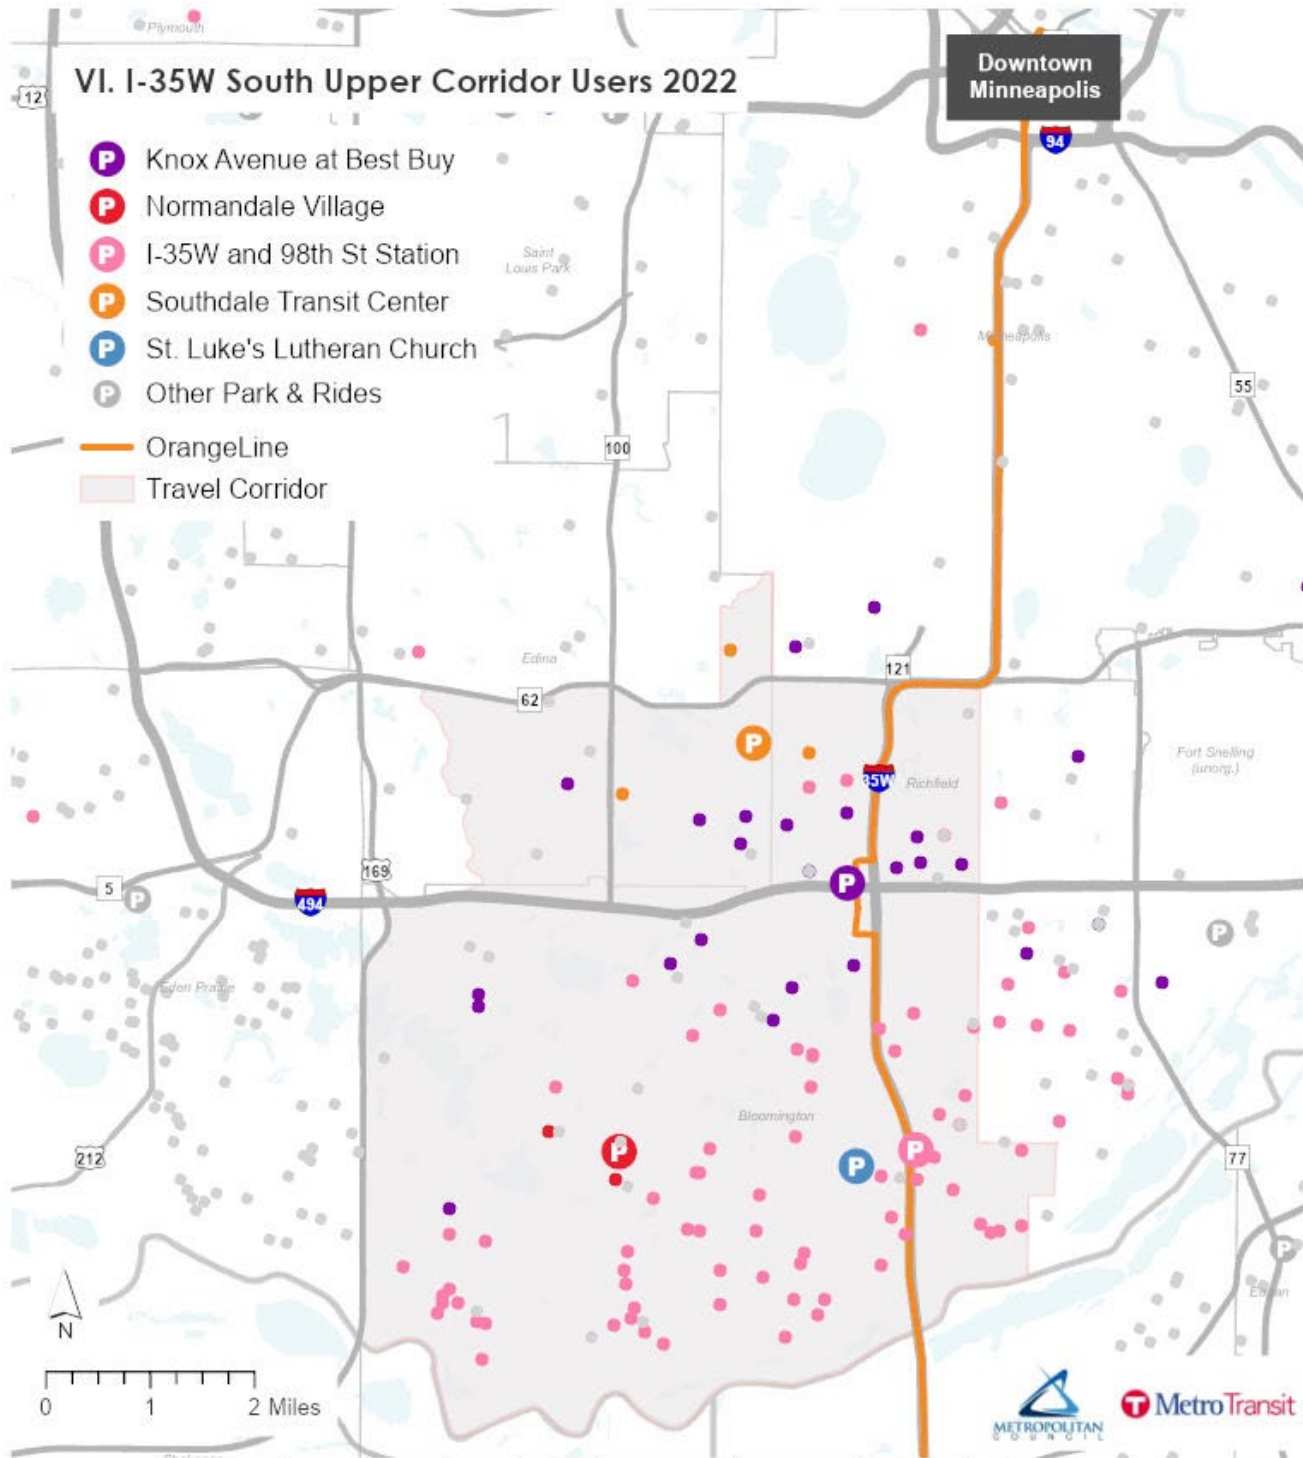 Plymouth
12
VI. I-35W South Upper Corridor Users 2022
Downtown
Minneapolis
94
P Knox Avenue at Best Buy
P Normandale Village
P I-35W and 98th St Station
P Southdale Transit Center
P St. Luke's Lutheran Church
P Other Park & Rides
OrangeLine
Travel Corridor
Saint
Louis Park
Minneapolis
55
100
Edina
121
62
P
35W
Richfield
Fort Snelling
(unorg.)
169
5
P
494
P
P
Eden Prairie
Bloomington
P
P
P
212
77
P
Eagan
N
0 1 2 Miles
METROPOLITAN
COUNCIL
T MetroTransit